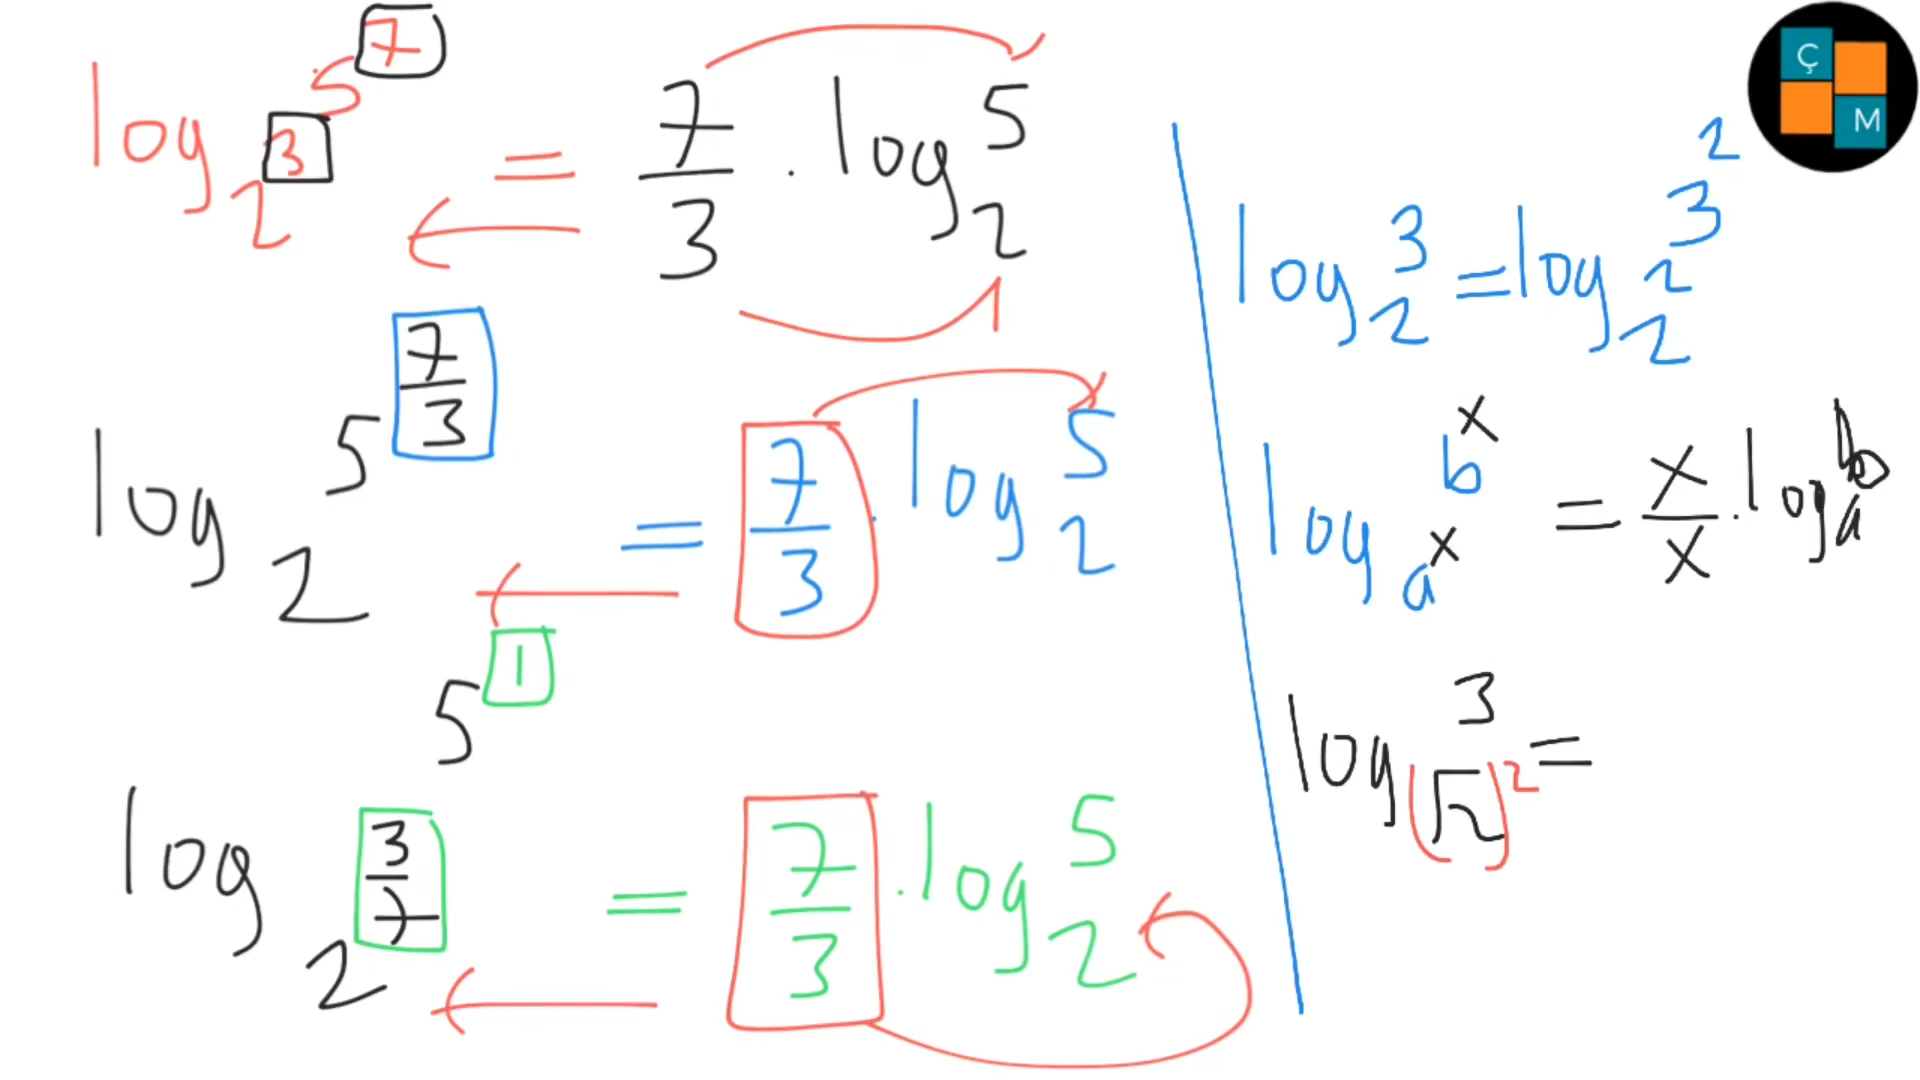 log_{2^3} 5^7 = 7/3 . log_2 5
log_2 5^{7/3} = 7/3 . log_2 5
5^1
log_{2^{3/7}} = 7/3 . log_2 5
Ç M
log_2 3 = log_{2^2} 3^2
log_{a^x} b^x = x/x . log_a b
log_{(√2)^2} 3 =